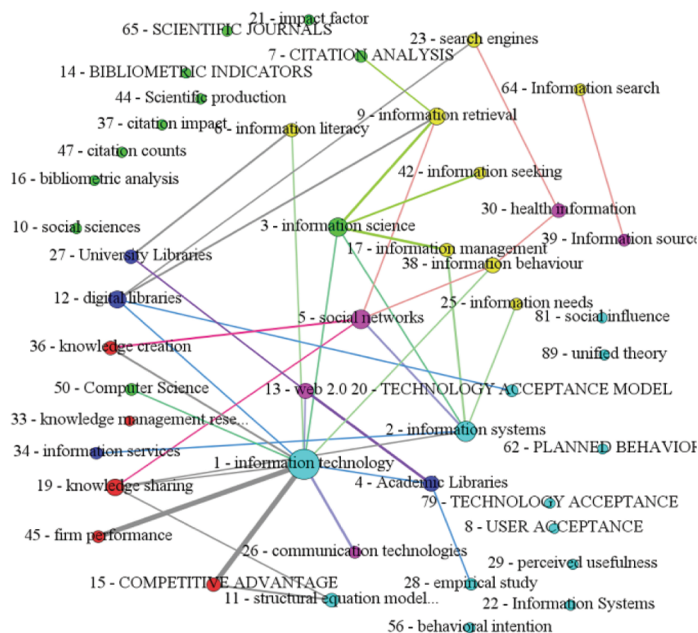 21 - impact factor
65 - SCIENTIFIC JOURNALS
23 - search engines
7 - CITATION ANALYSIS
14 - BIBLIOMETRIC INDICATORS
64 - Information search
44 - Scientific production
9 - information retrieval
37 - citation impact
6 - information literacy
47 - citation counts
42 - information seeking
16 - bibliometric analysis
30 - health information
10 - social sciences
3 - information science
39 - Information sourc
17 - information management
27 - University Libraries
38 - information behaviour
12 - digital libraries
25 - information needs
5 - social networks
81 - social influence
36 - knowledge creation
89 - unified theory
50 - Computer Science
13 - web 2.0
20 - TECHNOLOGY ACCEPTANCE MODEL
33 - knowledge management rese...
2 - information systems
62 - PLANNED BEHAVIOR
34 - information services
1 - information technology
19 - knowledge sharing
4 - Academic Libraries
79 - TECHNOLOGY ACCEPTANCE
8 - USER ACCEPTANCE
45 - firm performance
26 - communication technologies
29 - perceived usefulness
15 - COMPETITIVE ADVANTAGE
28 - empirical study
11 - structural equation model...
22 - Information Systems
56 - behavioral intention